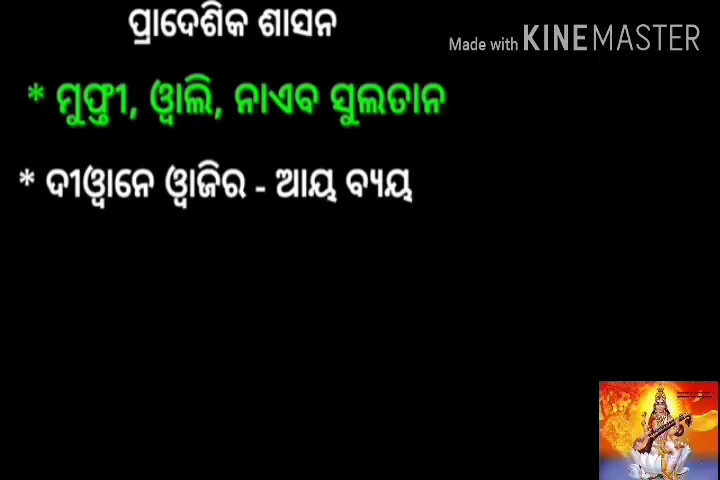 ପ୍ରାଦେଶିକ ଶାସନ
Made with KINEMASTER
* ମୁଫ୍ତୀ, ୱାଲି, ନାଏବ ସୁଲତାନ
* ଦୀୱାନେ ୱାଜିର - ଆୟ ବ୍ୟୟ